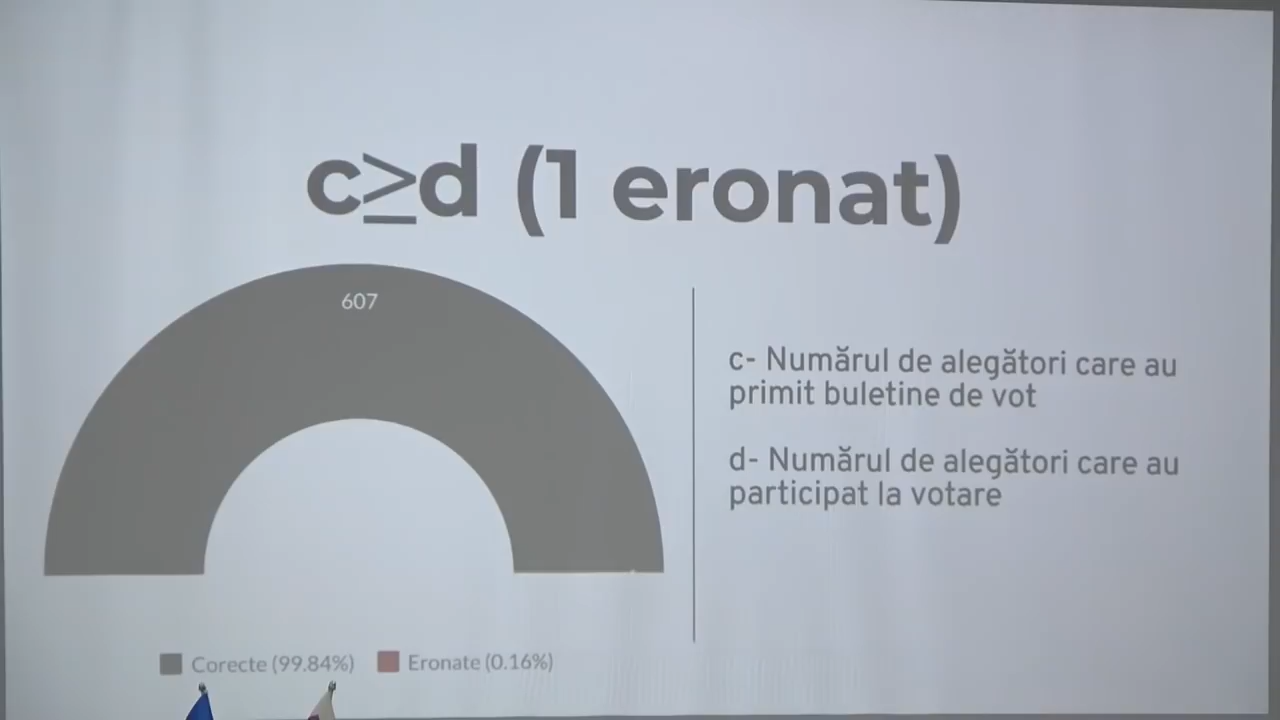 c≥d (1 eronat)
607
c- Numărul de alegători care au
primit buletine de vot
d- Numărul de alegători care au
participat la votare
Corecte (99.84%)
Eronate (0.16%)